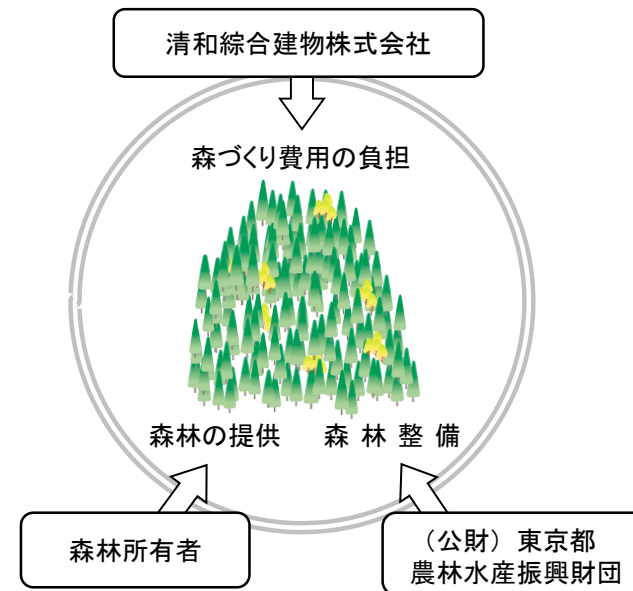 清和綜合建物株式会社
森づくり費用の負担
森林の提供
森林整備
森林所有者
(公財)東京都
農林水産振興財団